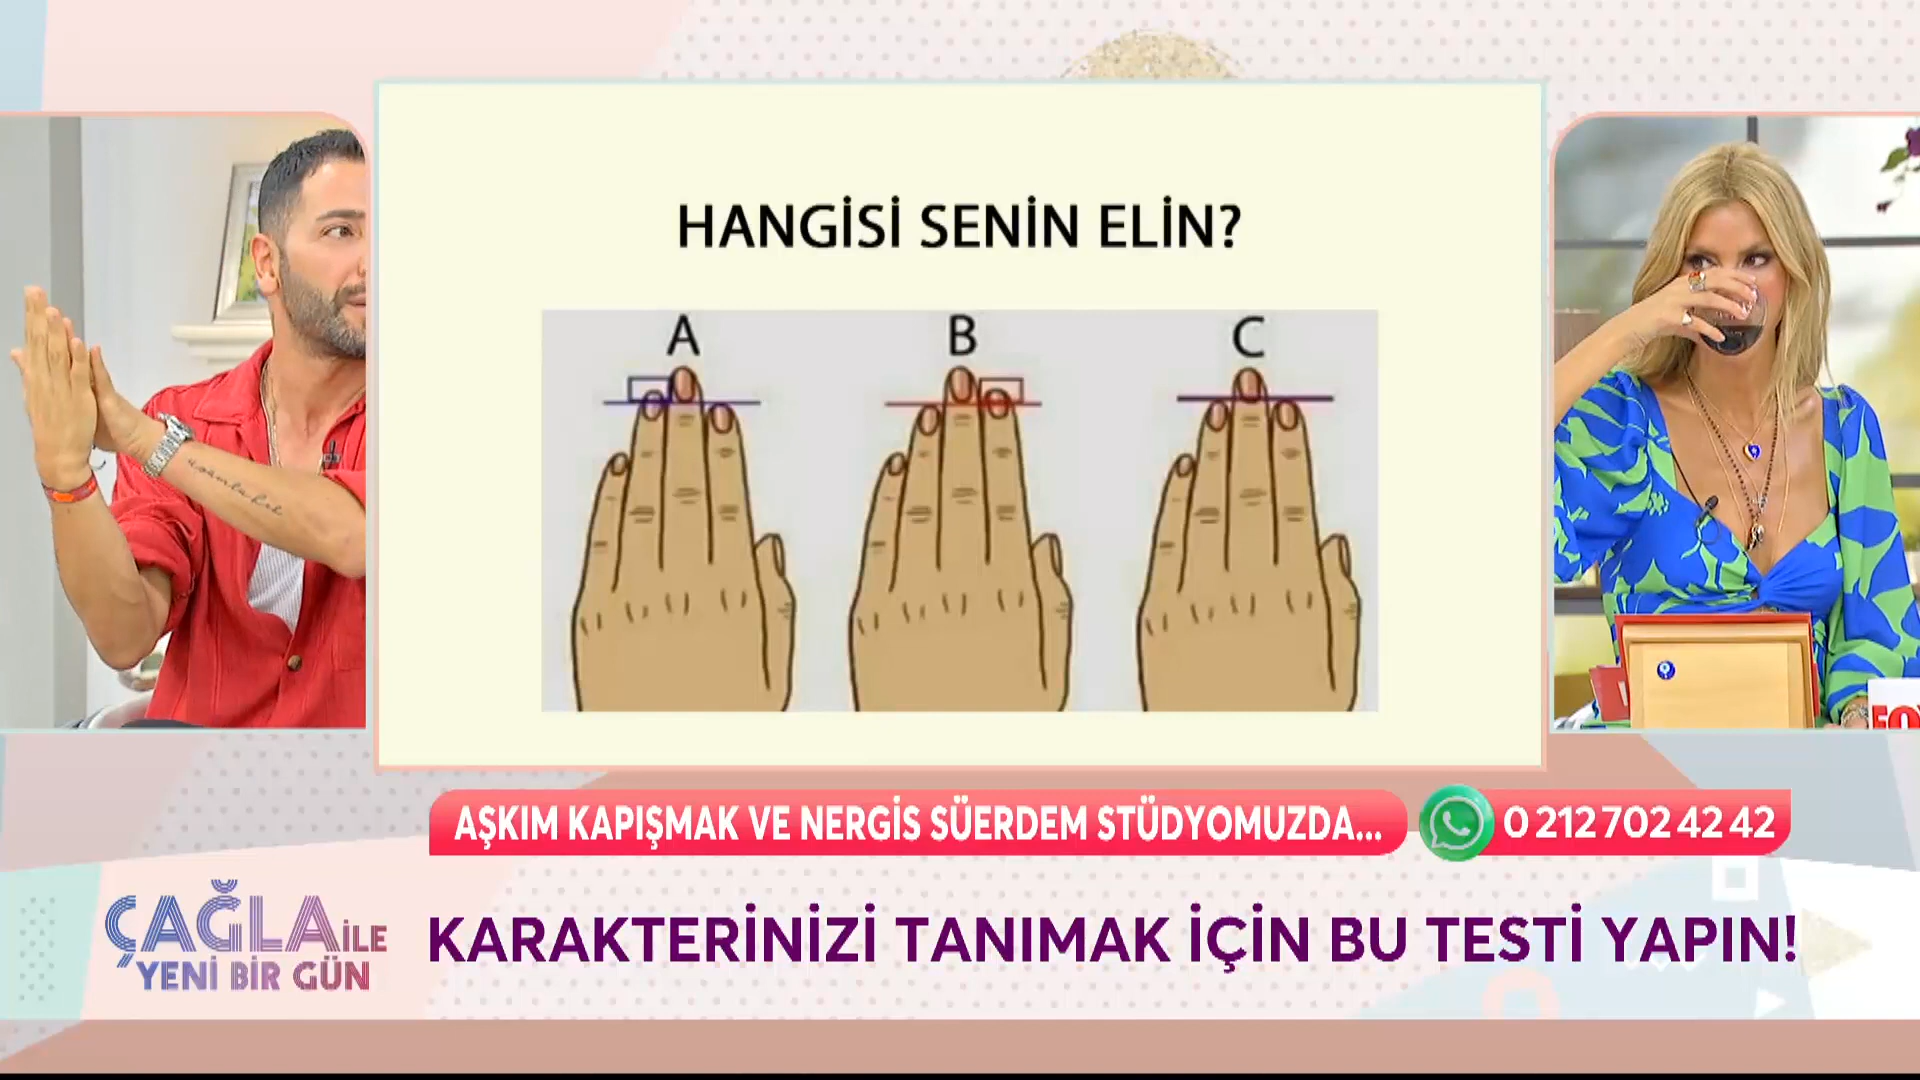 HANGİSİ SENİN ELİN?
A B C
AŞKIM KAPIŞMAK VE NERGİS SÜERDEM STÜDYOMUZDA...
0 212 702 42 42
ÇAĞLA İLE
YENİ BİR GÜN
KARAKTERİNİZİ TANIMAK İÇİN BU TESTİ YAPIN!